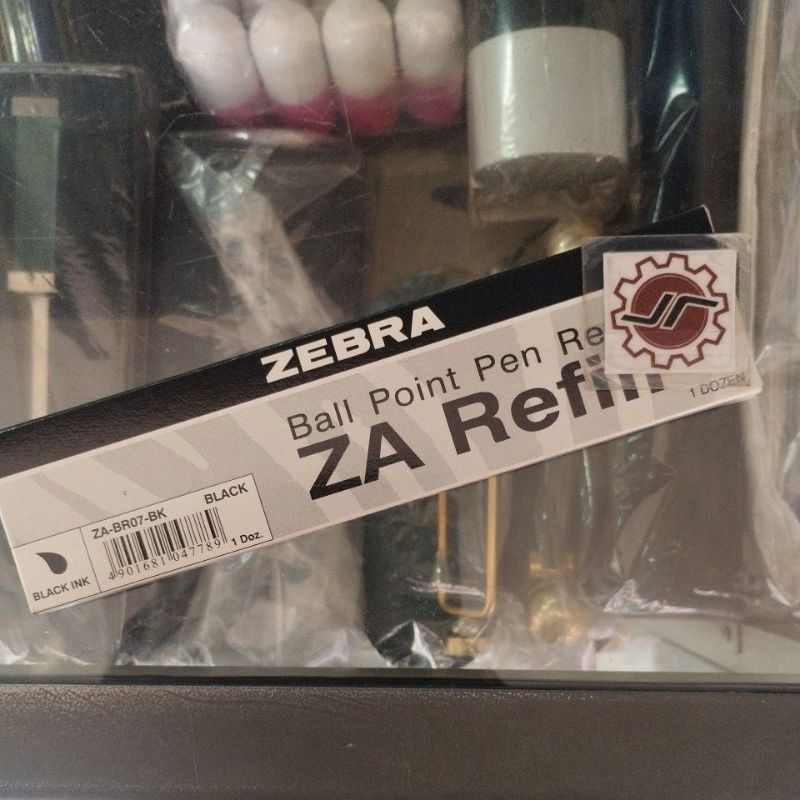 ZEBRA
Ball Point Pen Re
ZA Refill
1 DOZEN
ZA-BR07-BK
BLACK
4901681047789
1 Doz.
BLACK INK